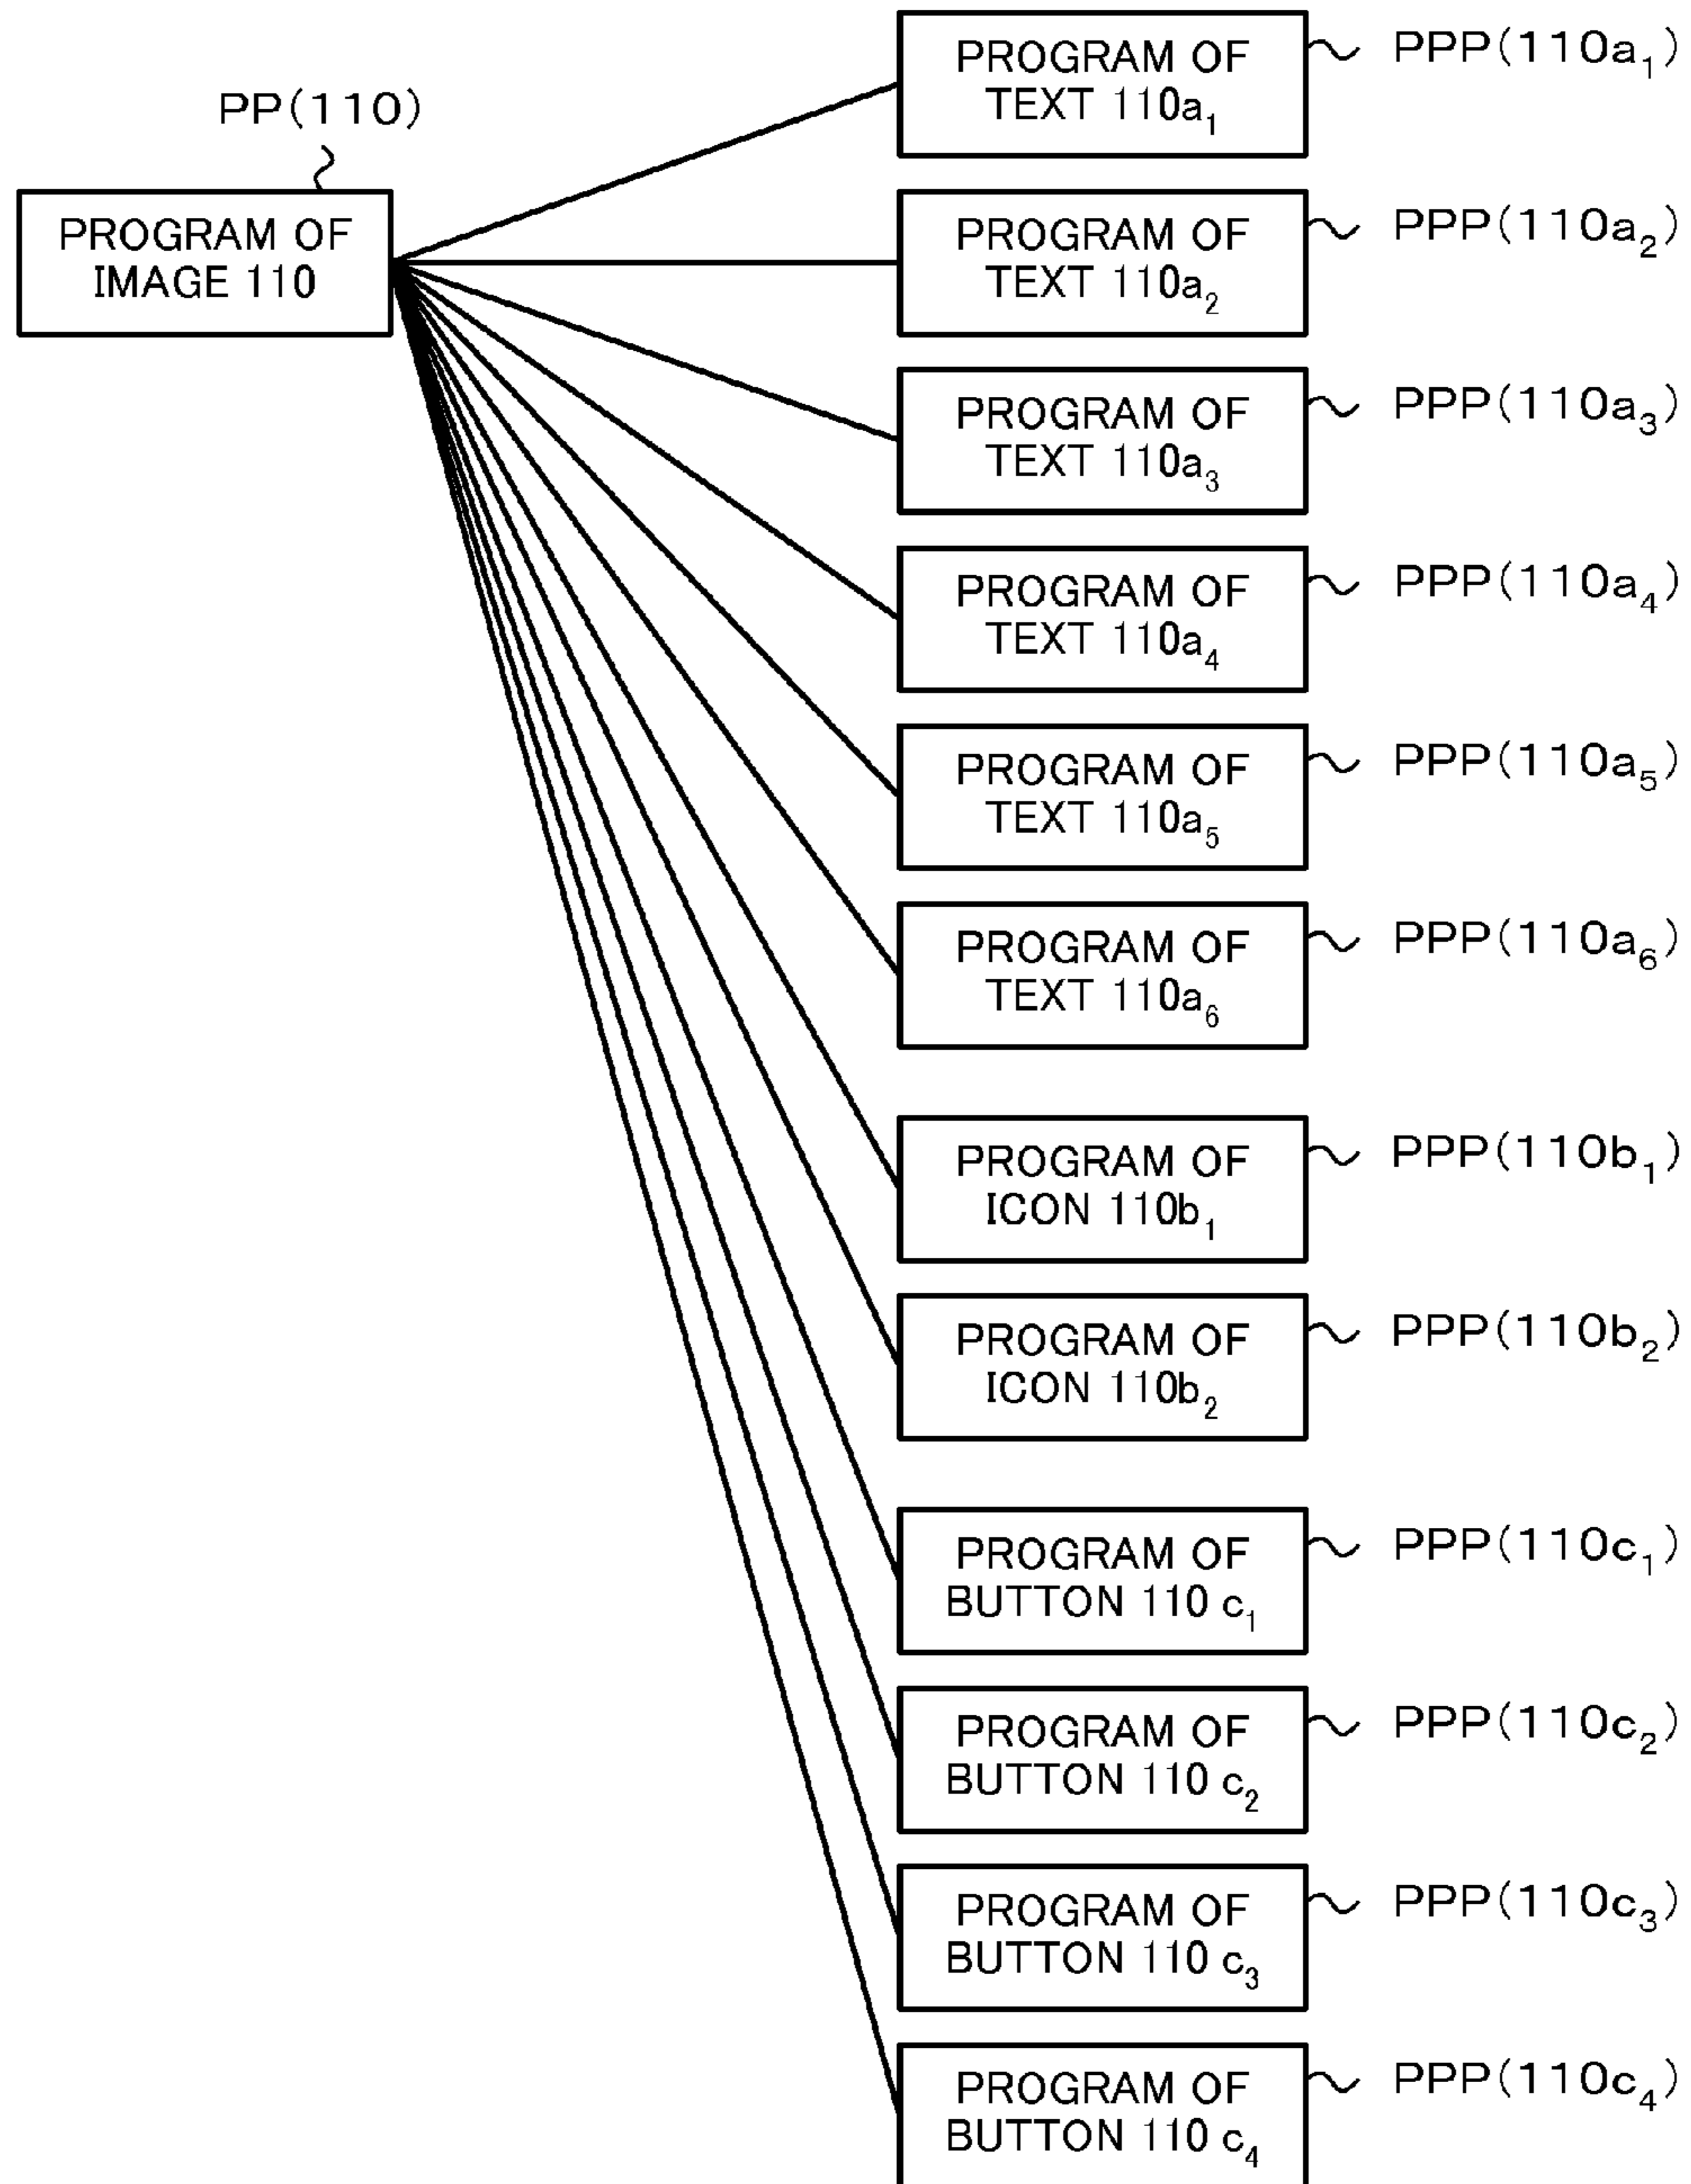 PP(110)
PROGRAM OF
IMAGE 110
PROGRAM OF
TEXT 110a₁
PPP(110a₁)
PROGRAM OF
TEXT 110a₂
PPP(110a₂)
PROGRAM OF
TEXT 110a₃
PPP(110a₃)
PROGRAM OF
TEXT 110a₄
PPP(110a₄)
PROGRAM OF
TEXT 110a₅
PPP(110a₅)
PROGRAM OF
TEXT 110a₆
PPP(110a₆)
PROGRAM OF
ICON 110b₁
PPP(110b₁)
PROGRAM OF
ICON 110b₂
PPP(110b₂)
PROGRAM OF
BUTTON 110 c₁
PPP(110c₁)
PROGRAM OF
BUTTON 110 c₂
PPP(110c₂)
PROGRAM OF
BUTTON 110 c₃
PPP(110c₃)
PROGRAM OF
BUTTON 110 c₄
PPP(110c₄)